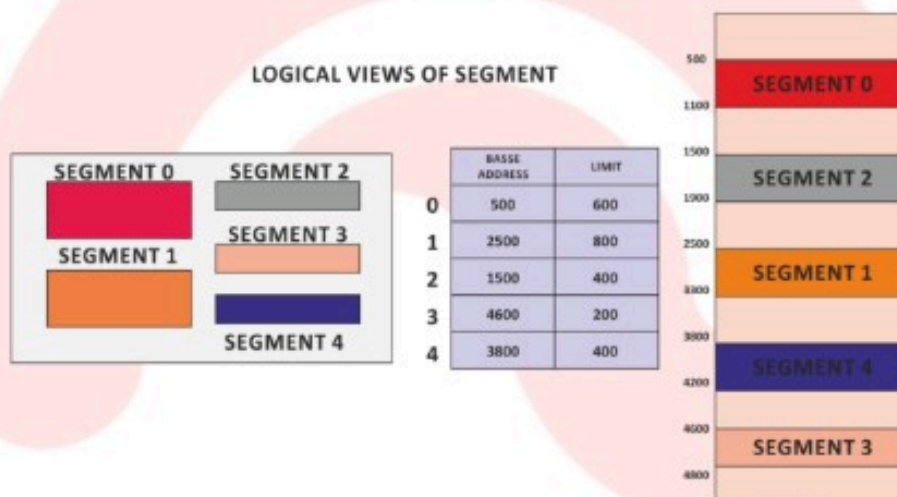 LOGICAL VIEWS OF SEGMENT
SEGMENT 0
SEGMENT 2
SEGMENT 3
SEGMENT 1
SEGMENT 4
BASSE
ADDRESS
LIMIT
0 500 600
1 2500 800
2 1500 400
3 4600 200
4 3800 400
500
SEGMENT 0
1100
1500
SEGMENT 2
1900
2500
SEGMENT 1
3300
3800
SEGMENT 4
4200
4600
SEGMENT 3
4800